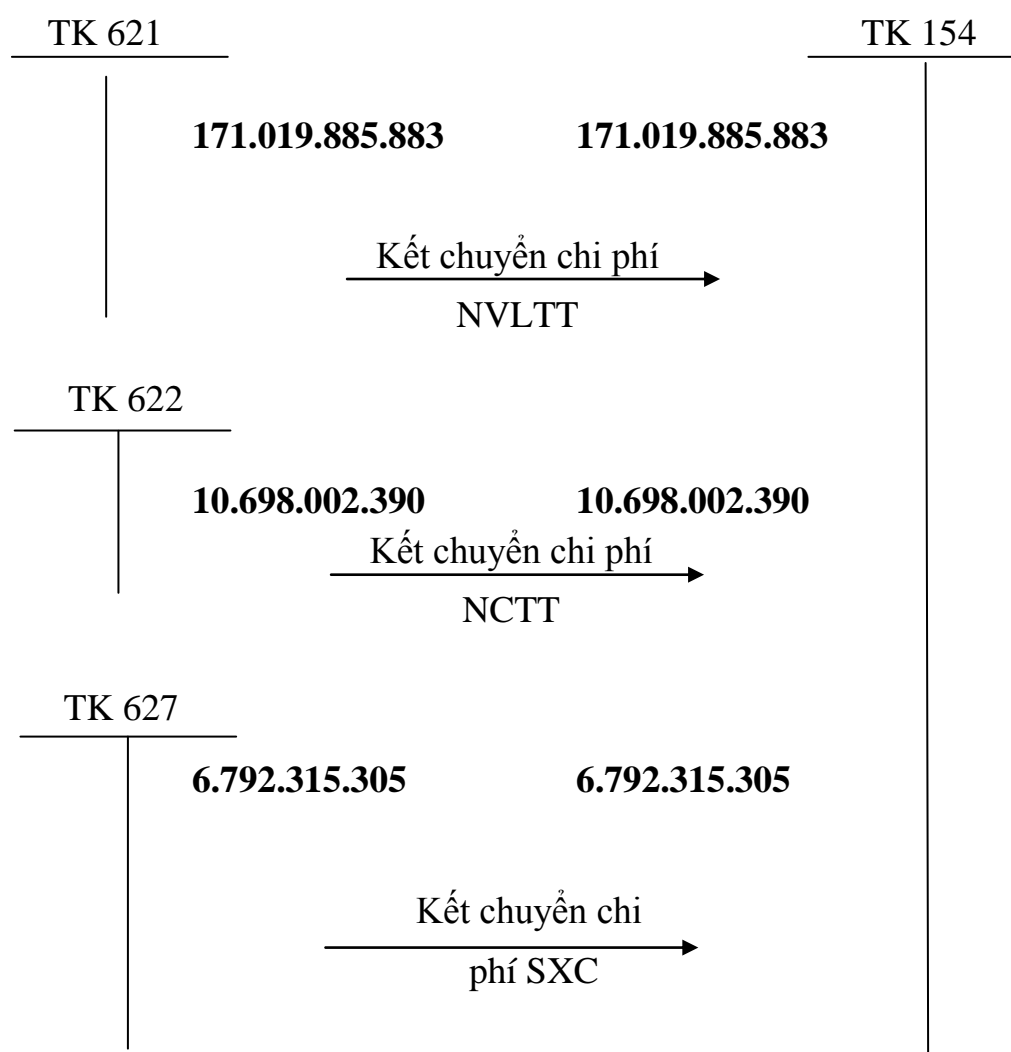 TK 621 TK 154
171.019.885.883 171.019.885.883
Kết chuyển chi phí
NVLTT
TK 622
10.698.002.390 10.698.002.390
Kết chuyển chi phí
NCTT
TK 627
6.792.315.305 6.792.315.305
Kết chuyển chi
phí SXC